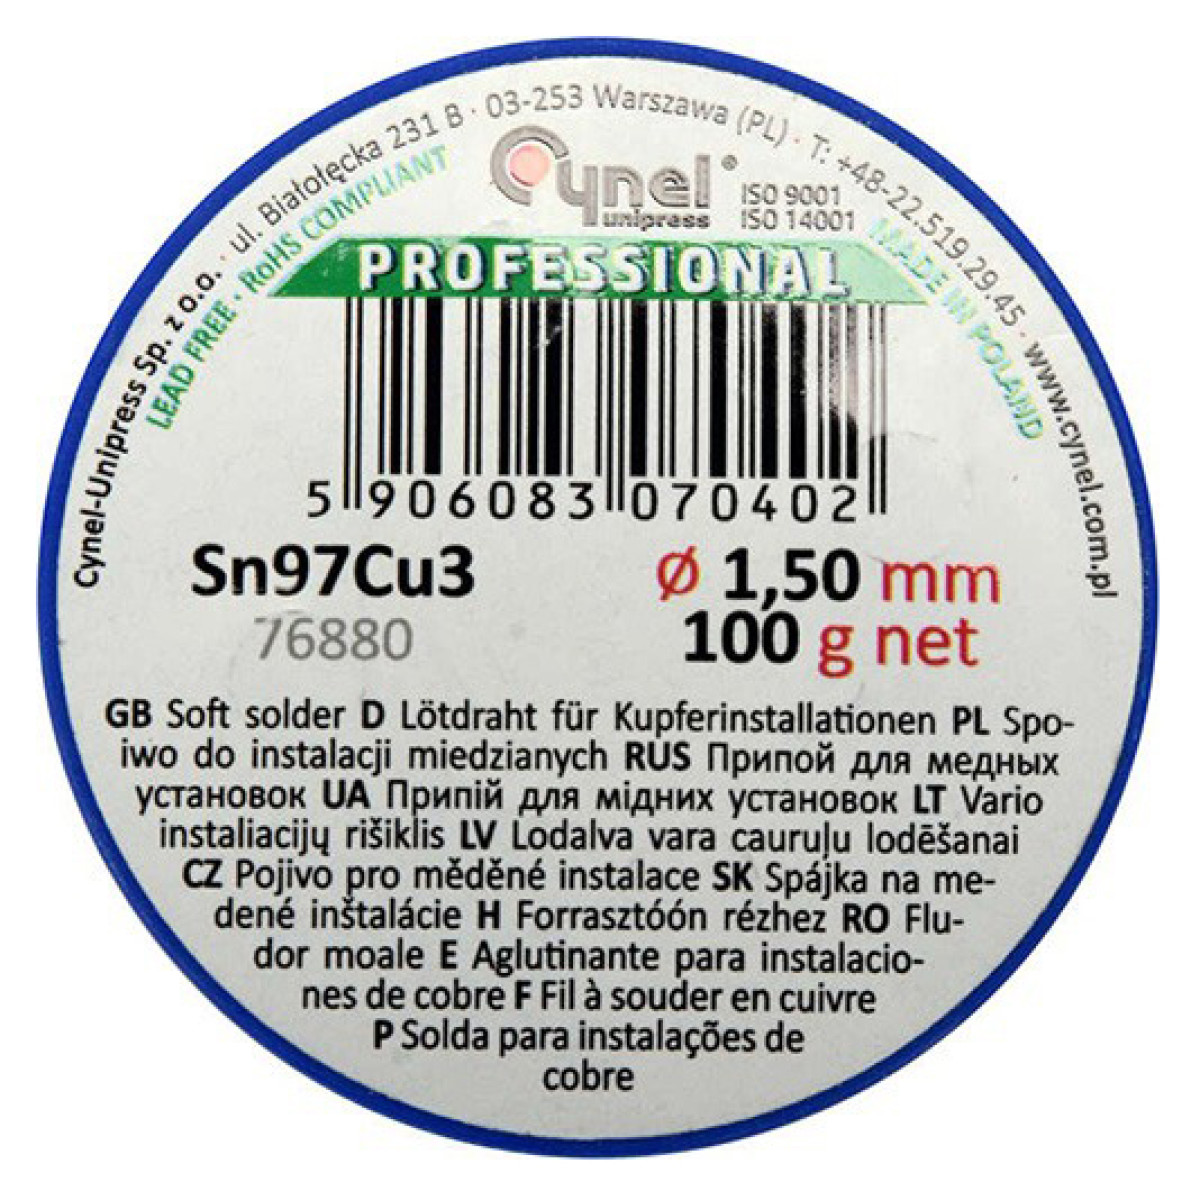 Cynel-Unipress Sp. z o.o. · ul. Białołęcka 231 B · 03-253 Warszawa (PL) · T: +48-22.519.29.45 · www.cynel.com.pl
LEAD FREE · RoHS COMPLIANT
MADE IN POLAND
Cynel®
unipress
ISO 9001
ISO 14001
PROFESSIONAL
5 906083 070402
Sn97Cu3
Ø 1,50 mm
76880
100 g net
GB Soft solder D Lötdraht für Kupferinstallationen PL Spo-
iwo do instalacji miedzianych RUS Припой для медных
установок UA Припій для мідних установок LT Vario
instaliacijų rišiklis LV Lodalva vara cauruļu lodēšanai
CZ Pojivo pro měděné instalace SK Spájka na me-
dené inštalácie H Forrasztóón rézhez RO Flu-
dor moale E Aglutinante para instalacio-
nes de cobre F Fil à souder en cuivre
P Solda para instalações de
cobre